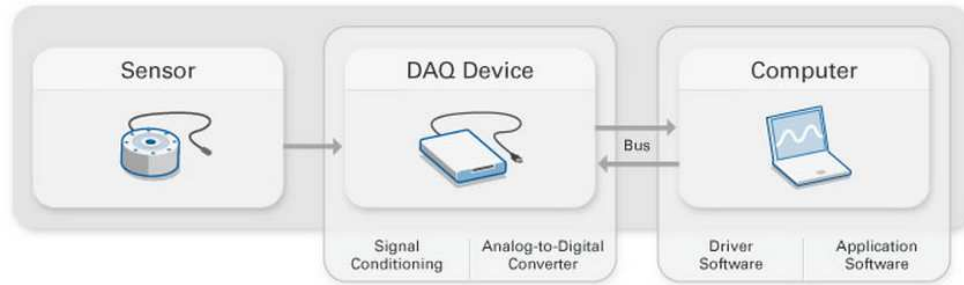 Sensor
DAQ Device
Computer
Bus
Signal
Conditioning
Analog-to-Digital
Converter
Driver
Software
Application
Software